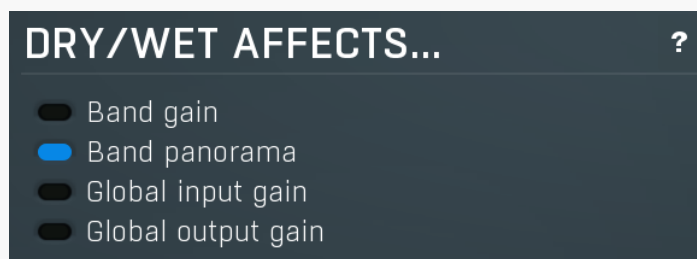 DRY/WET AFFECTS... ?
Band gain
Band panorama
Global input gain
Global output gain